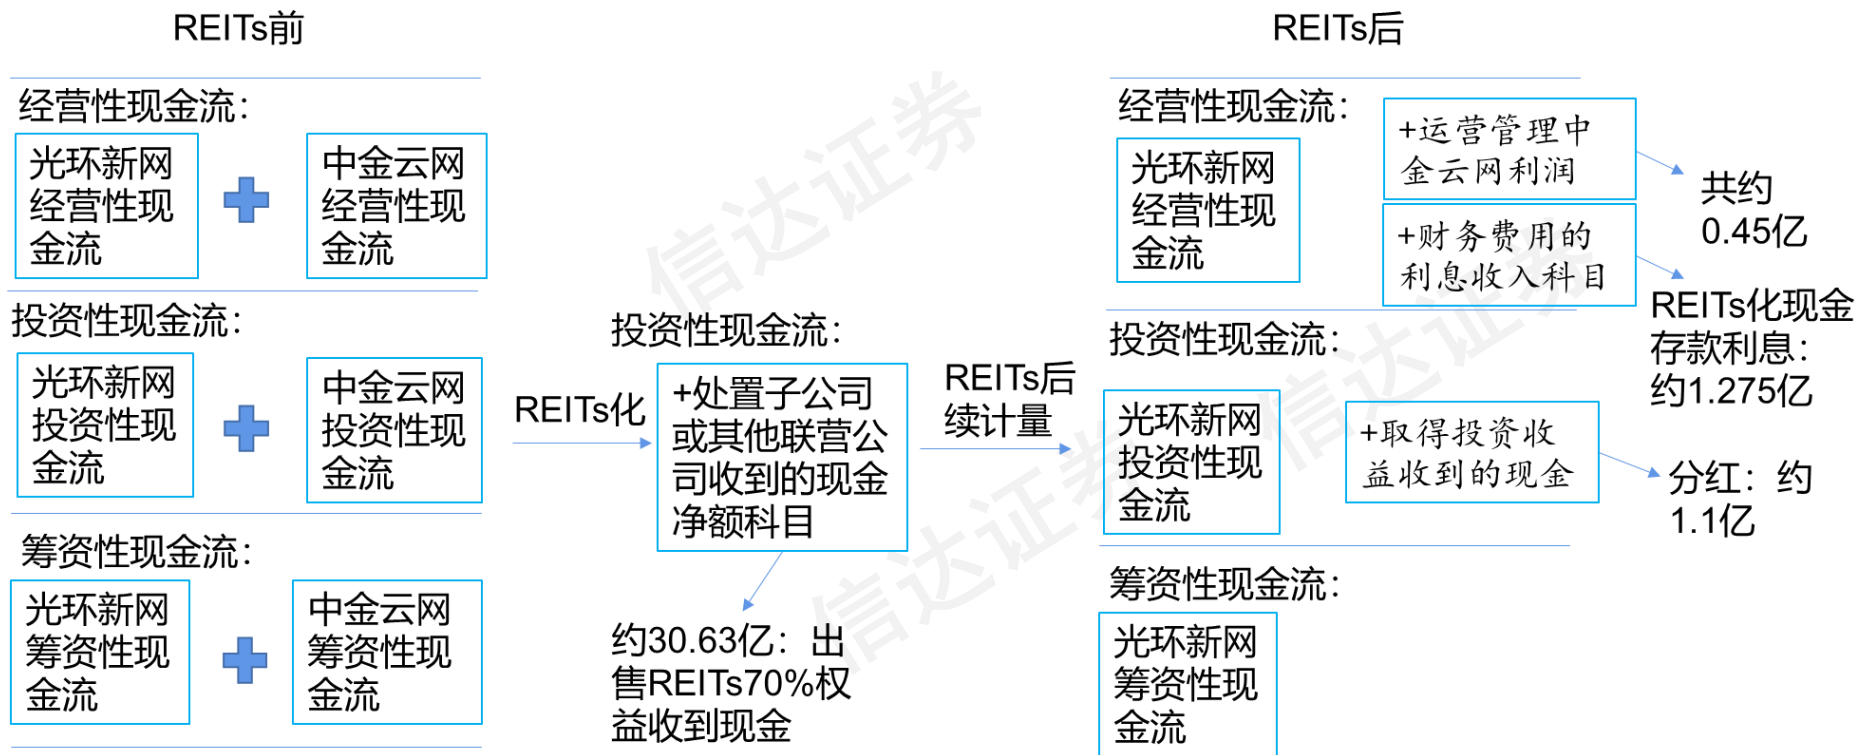 REITs前
经营性现金流：
光环新网
经营性现
金流
中金云网
经营性现
金流
投资性现金流：
光环新网
投资性现
金流
中金云网
投资性现
金流
筹资性现金流：
光环新网
筹资性现
金流
中金云网
筹资性现
金流
REITs化
投资性现金流：
+处置子公司
或其他联营公
司收到的现金
净额科目
约30.63亿：出
售REITs70%权
益收到现金
REITs后
续计量
REITs后
经营性现金流：
光环新网
经营性现
金流
+运营管理中
金云网利润
+财务费用的
利息收入科目
共约
0.45亿
REITs化现金
存款利息：
约1.275亿
投资性现金流：
光环新网
投资性现
金流
+取得投资收
益收到的现金
分红：约
1.1亿
筹资性现金流：
光环新网
筹资性现
金流
信达证券
信达证券
信达证券